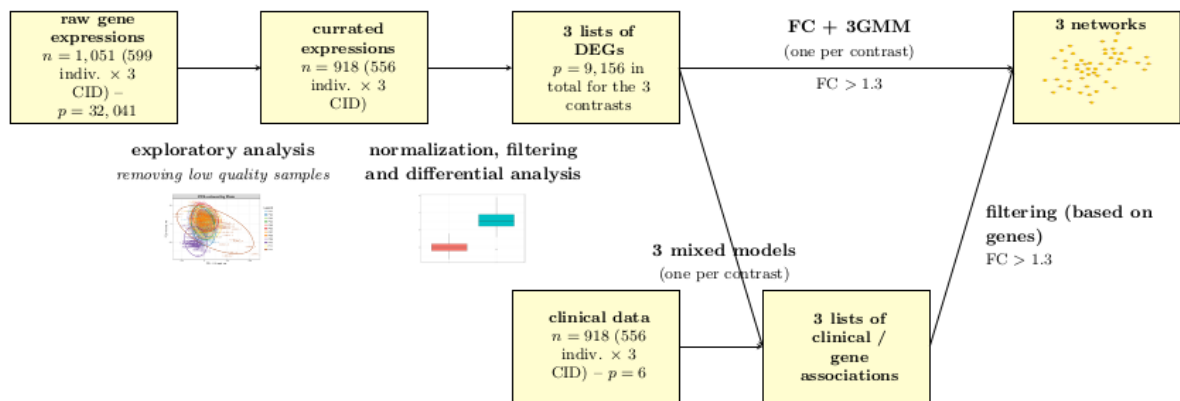 raw gene
expressions
n = 1,051 (599
indiv. × 3
CID) –
p = 32,041
currated
expressions
n = 918 (556
indiv. × 3
CID)
3 lists of
DEGs
p = 9,156 in
total for the 3
contrasts
FC + 3GMM
(one per contrast)
FC > 1.3
3 networks
exploratory analysis
removing low quality samples
normalization, filtering
and differential analysis
3 mixed models
(one per contrast)
filtering (based on
genes)
FC > 1.3
clinical data
n = 918 (556
indiv. × 3
CID) – p = 6
3 lists of
clinical /
gene
associations